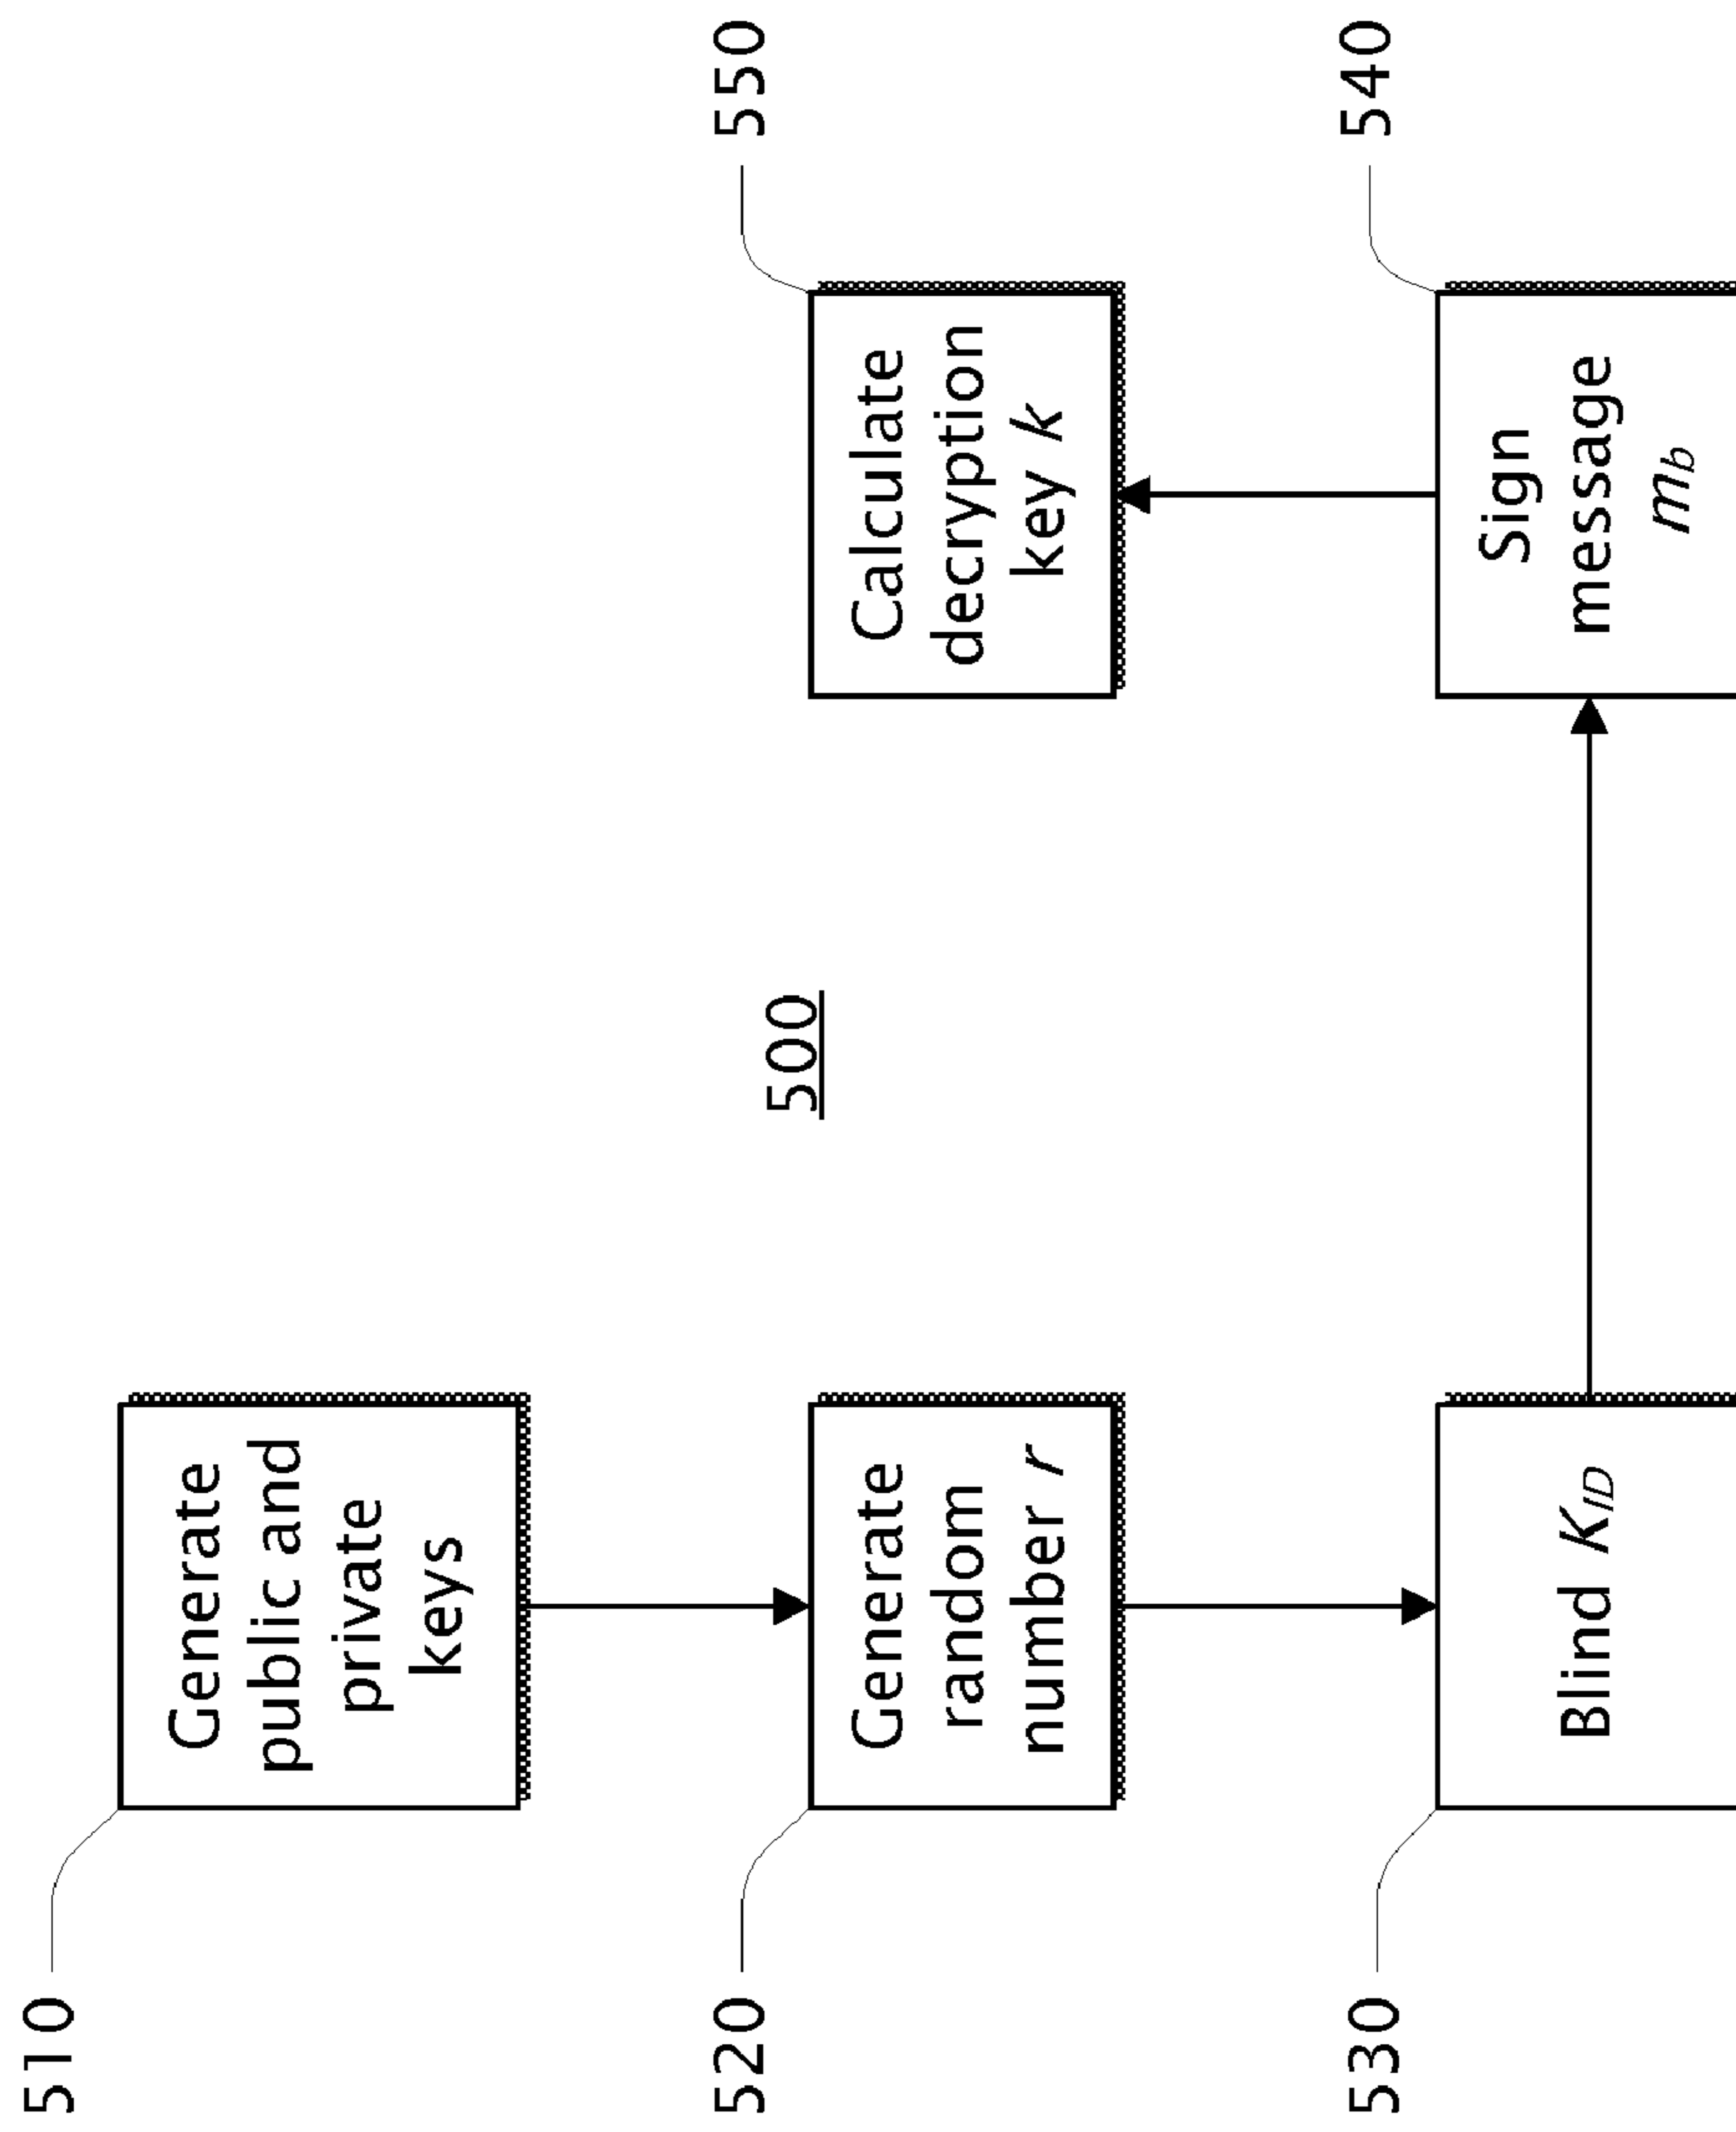 510
Generate
public and
private
keys
520
Generate
random
number r
530
Blind K_ID
500
540
Sign
message
m_b
550
Calculate
decryption
key k